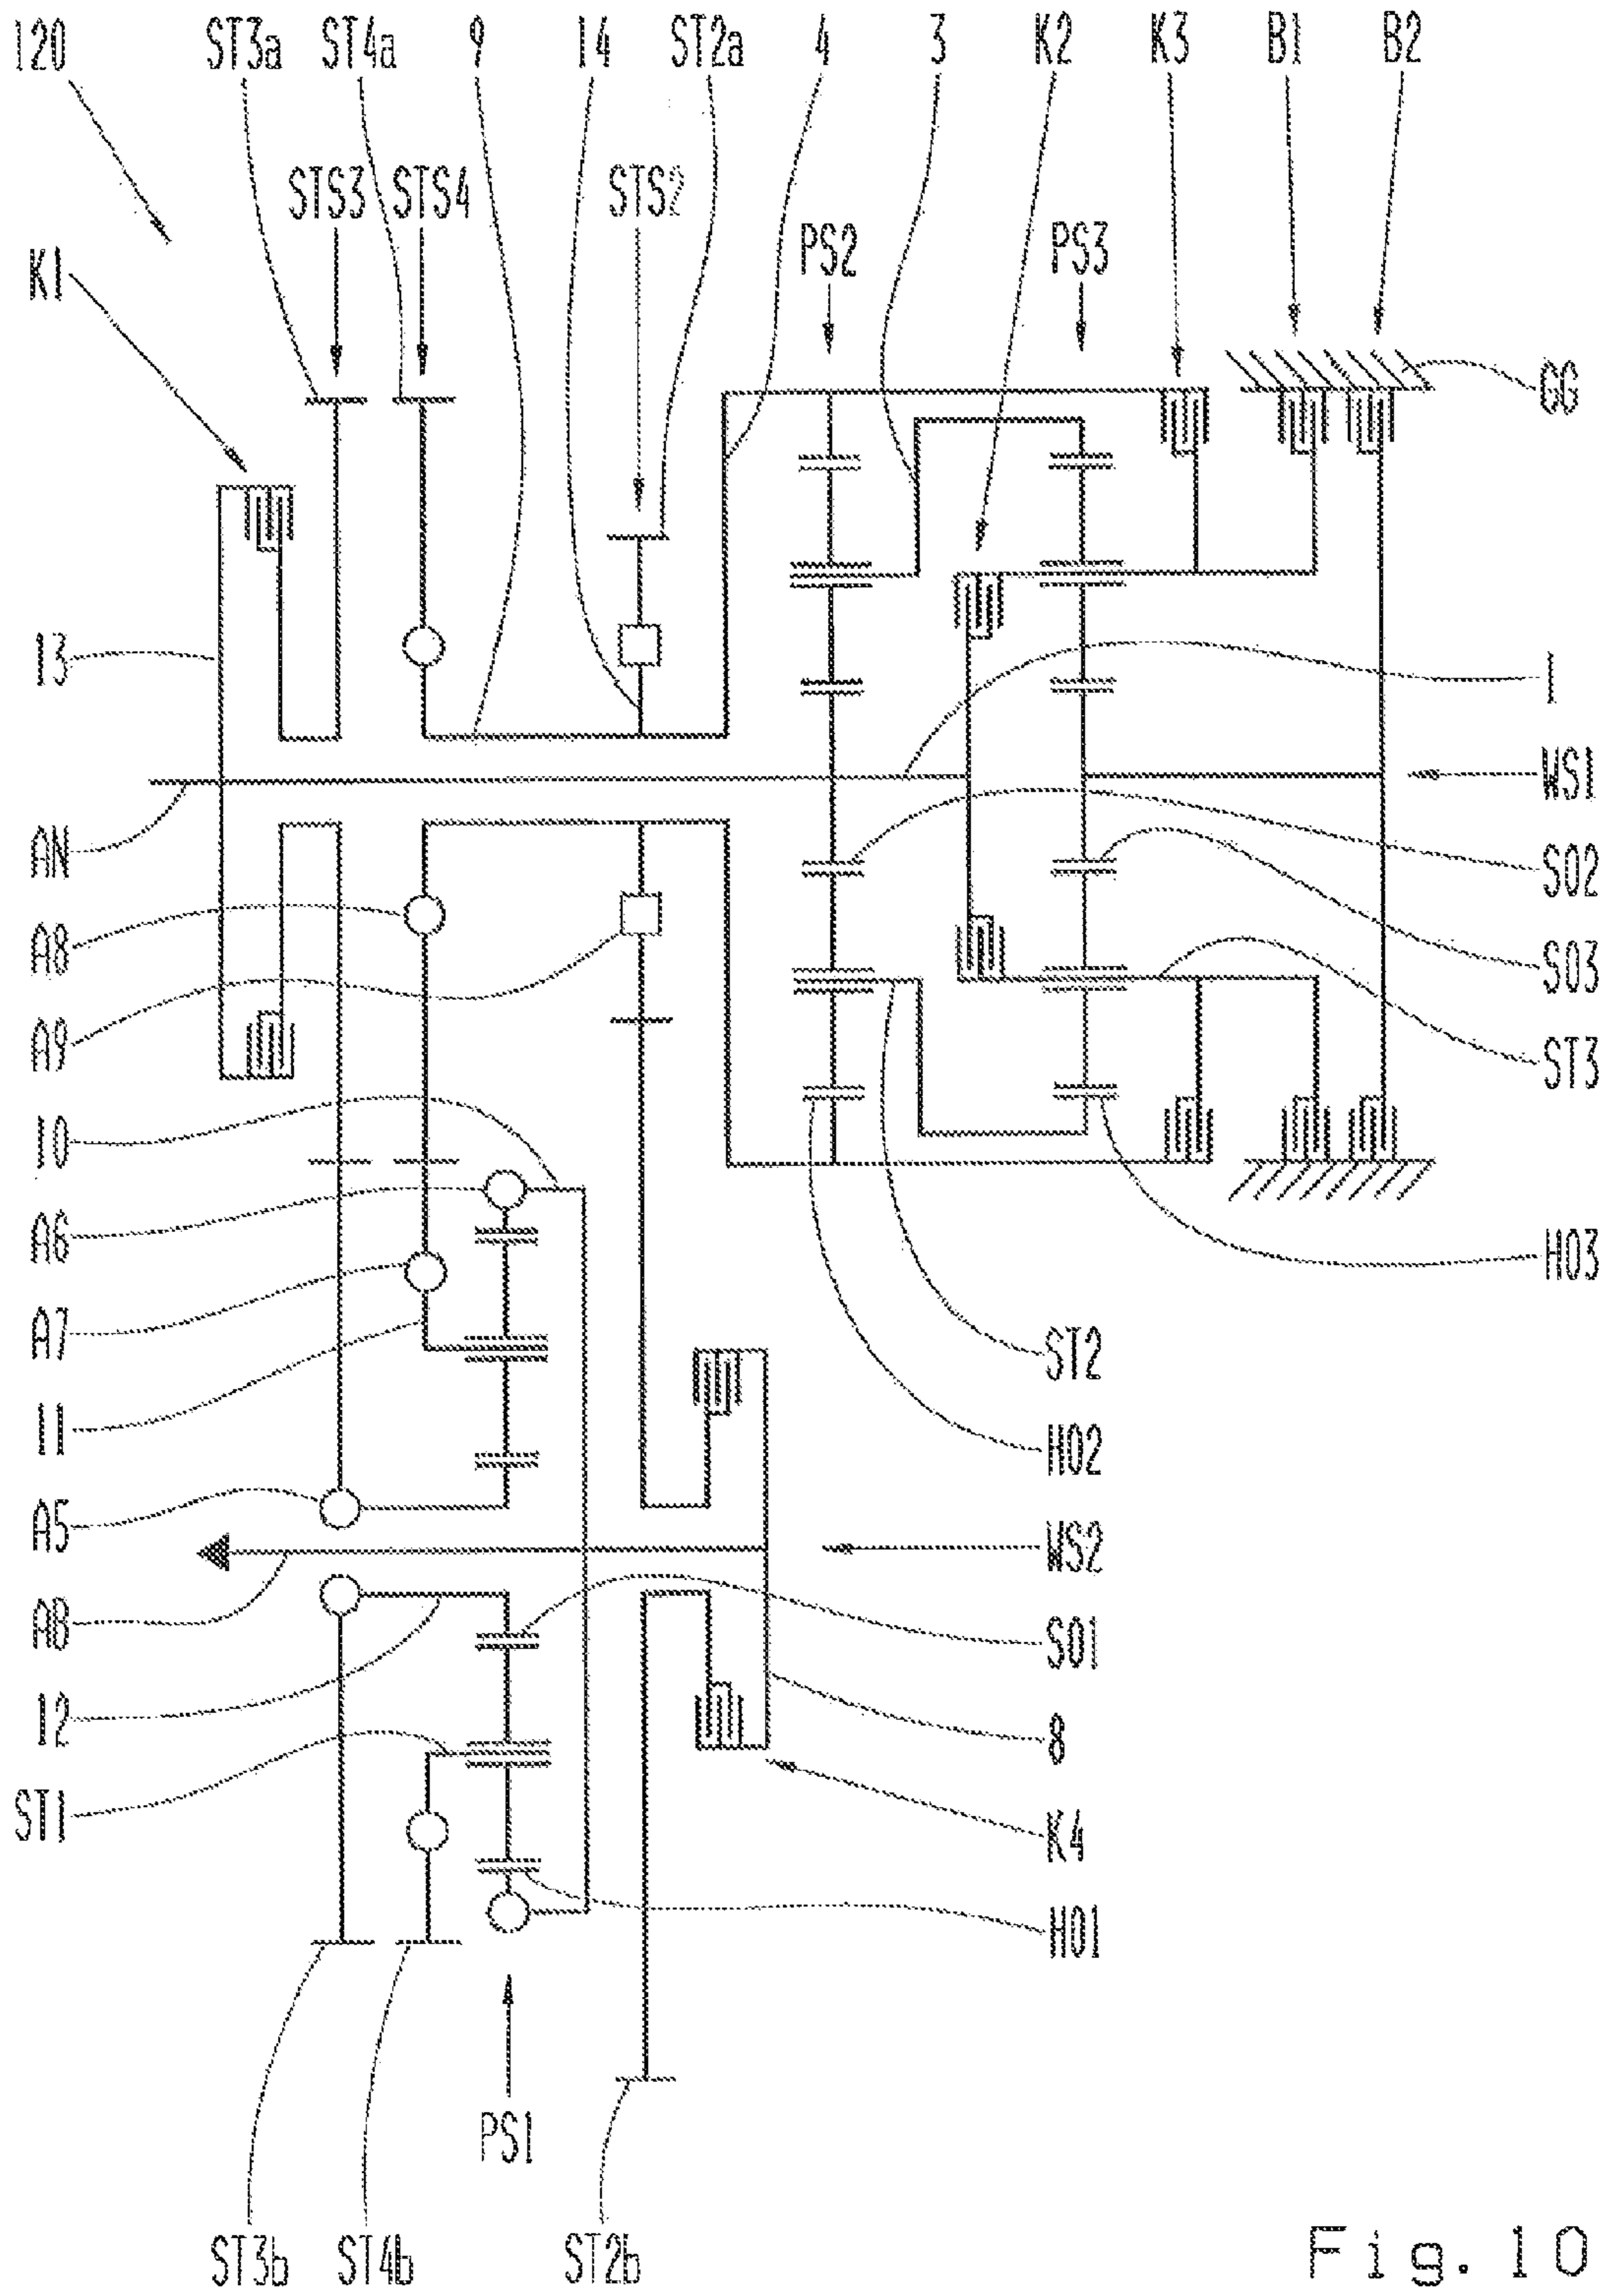 120 ST3a ST4a 9 14 ST2a 4 3 K2 K3 B1 B2
STS3 STS4 STS2
PS2 PS3
K1
GG
13
1
WS1
AN
SO2
A8
SO3
A9
ST3
10
A6
HO3
A7
ST2
11
HO2
A5
WS2
AB
SO1
12
8
ST1
K4
HO1
PS1
ST3b ST4b ST2b
Fig. 10